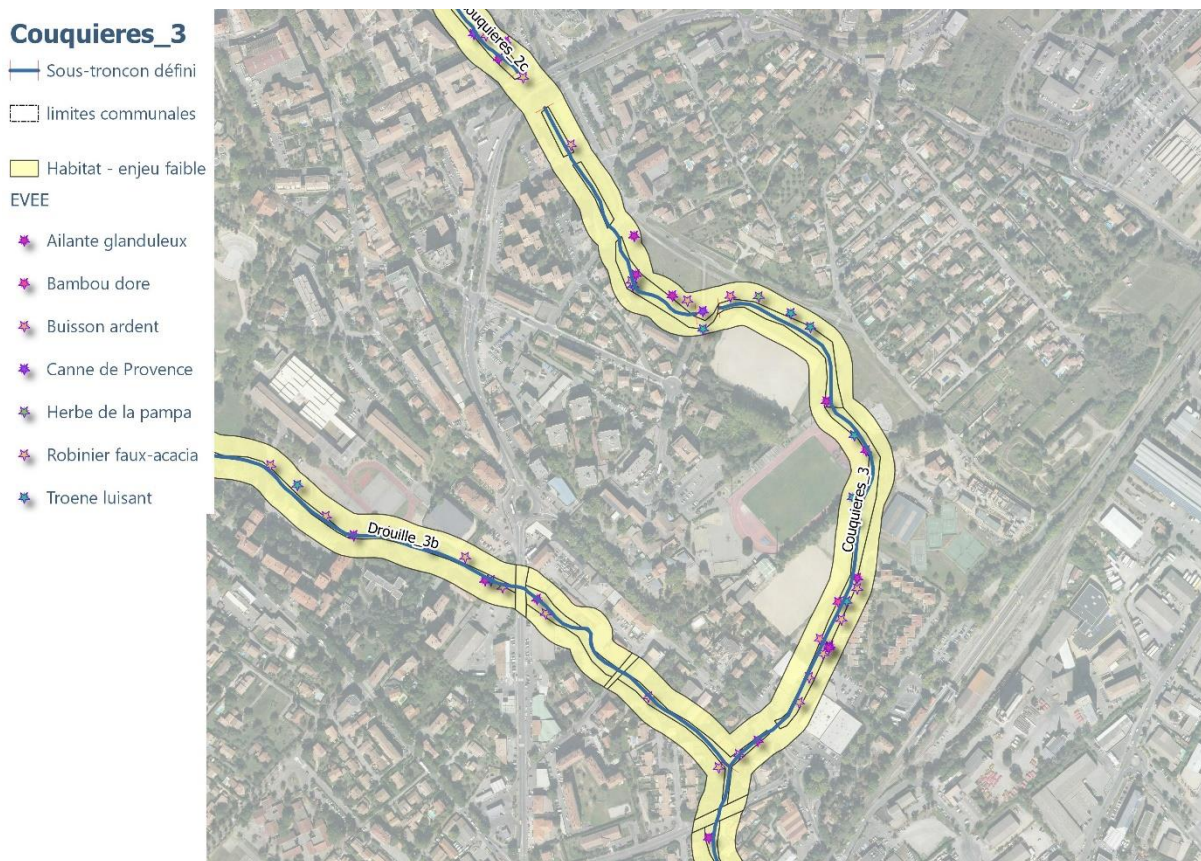 Couquieres_3
Sous-troncon défini
limites communales
Habitat - enjeu faible
EVEE
Ailante glanduleux
Bambou dore
Buisson ardent
Canne de Provence
Herbe de la pampa
Robinier faux-acacia
Troene luisant
Couquieres_2c
Drouille_3b
Couquieres_3